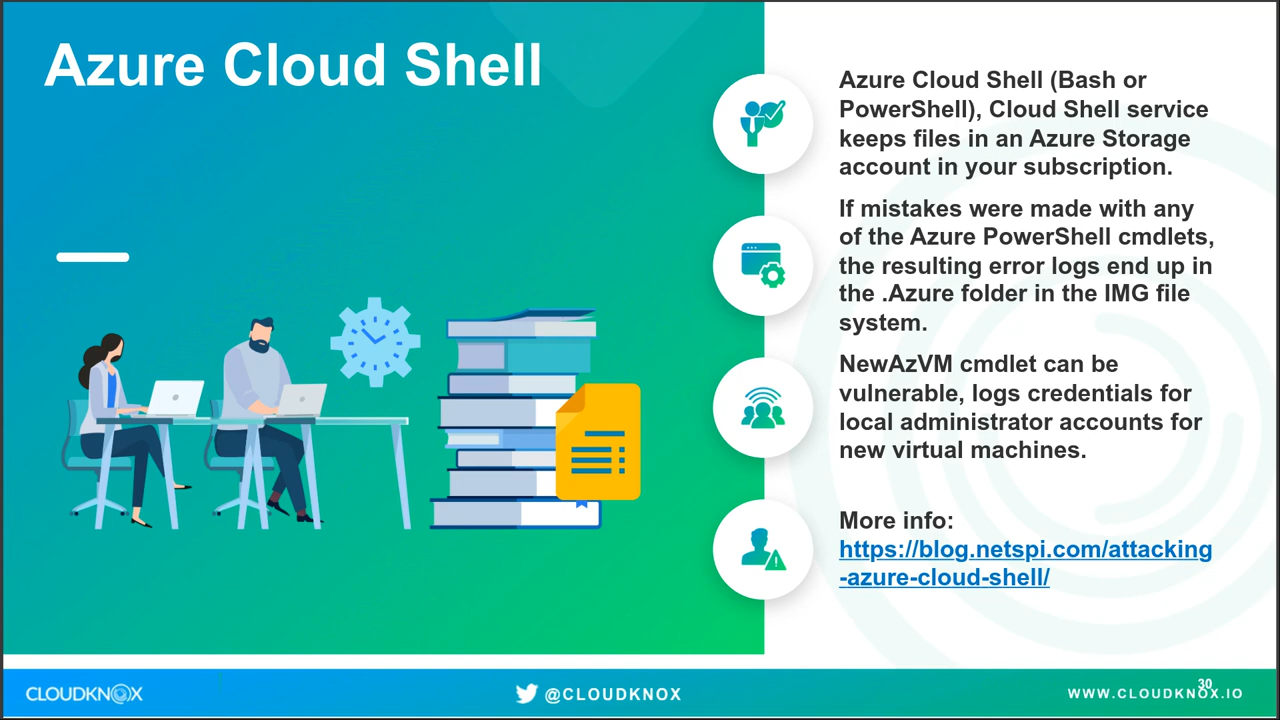 Azure Cloud Shell
Azure Cloud Shell (Bash or
PowerShell), Cloud Shell service
keeps files in an Azure Storage
account in your subscription.
If mistakes were made with any
of the Azure PowerShell cmdlets,
the resulting error logs end up in
the .Azure folder in the IMG file
system.
NewAzVM cmdlet can be
vulnerable, logs credentials for
local administrator accounts for
new virtual machines.
More info:
https://blog.netspi.com/attacking
-azure-cloud-shell/
CLOUDKNOX
@CLOUDKNOX
30
WWW.CLOUDKNOX.IO